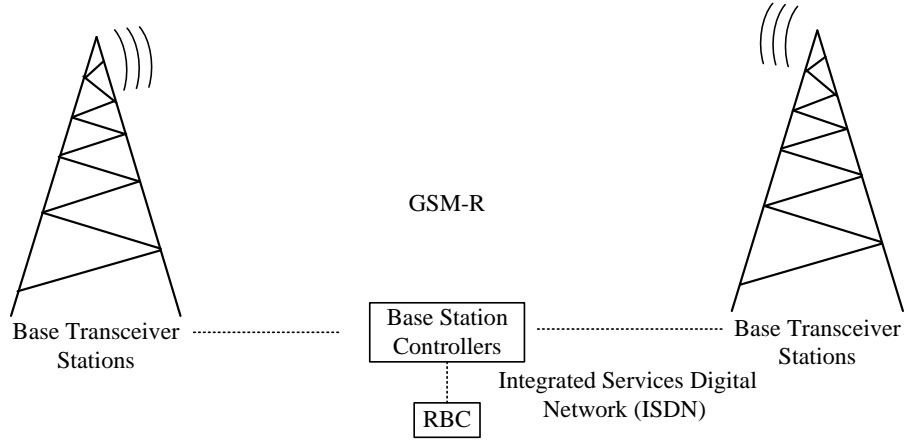 GSM-R
Base Transceiver
Stations
Base Station
Controllers
Base Transceiver
Stations
Integrated Services Digital
Network (ISDN)
RBC